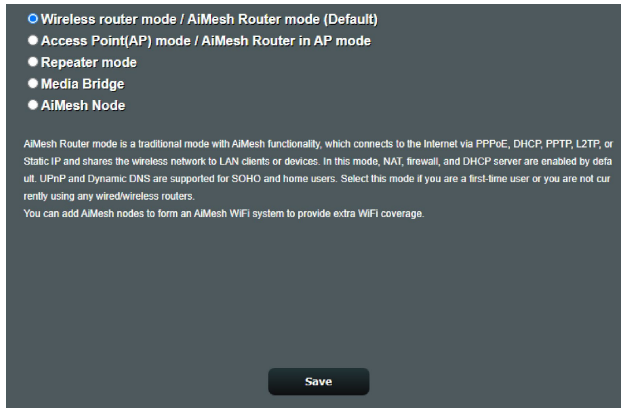 Wireless router mode / AiMesh Router mode (Default)
Access Point(AP) mode / AiMesh Router in AP mode
Repeater mode
Media Bridge
AiMesh Node
AiMesh Router mode is a traditional mode with AiMesh functionality, which connects to the Internet via PPPoE, DHCP, PPTP, L2TP, or
Static IP and shares the wireless network to LAN clients or devices. In this mode, NAT, firewall, and DHCP server are enabled by defa
ult. UPnP and Dynamic DNS are supported for SOHO and home users. Select this mode if you are a first-time user or you are not cur
rently using any wired/wireless routers.
You can add AiMesh nodes to form an AiMesh WiFi system to provide extra WiFi coverage.
Save